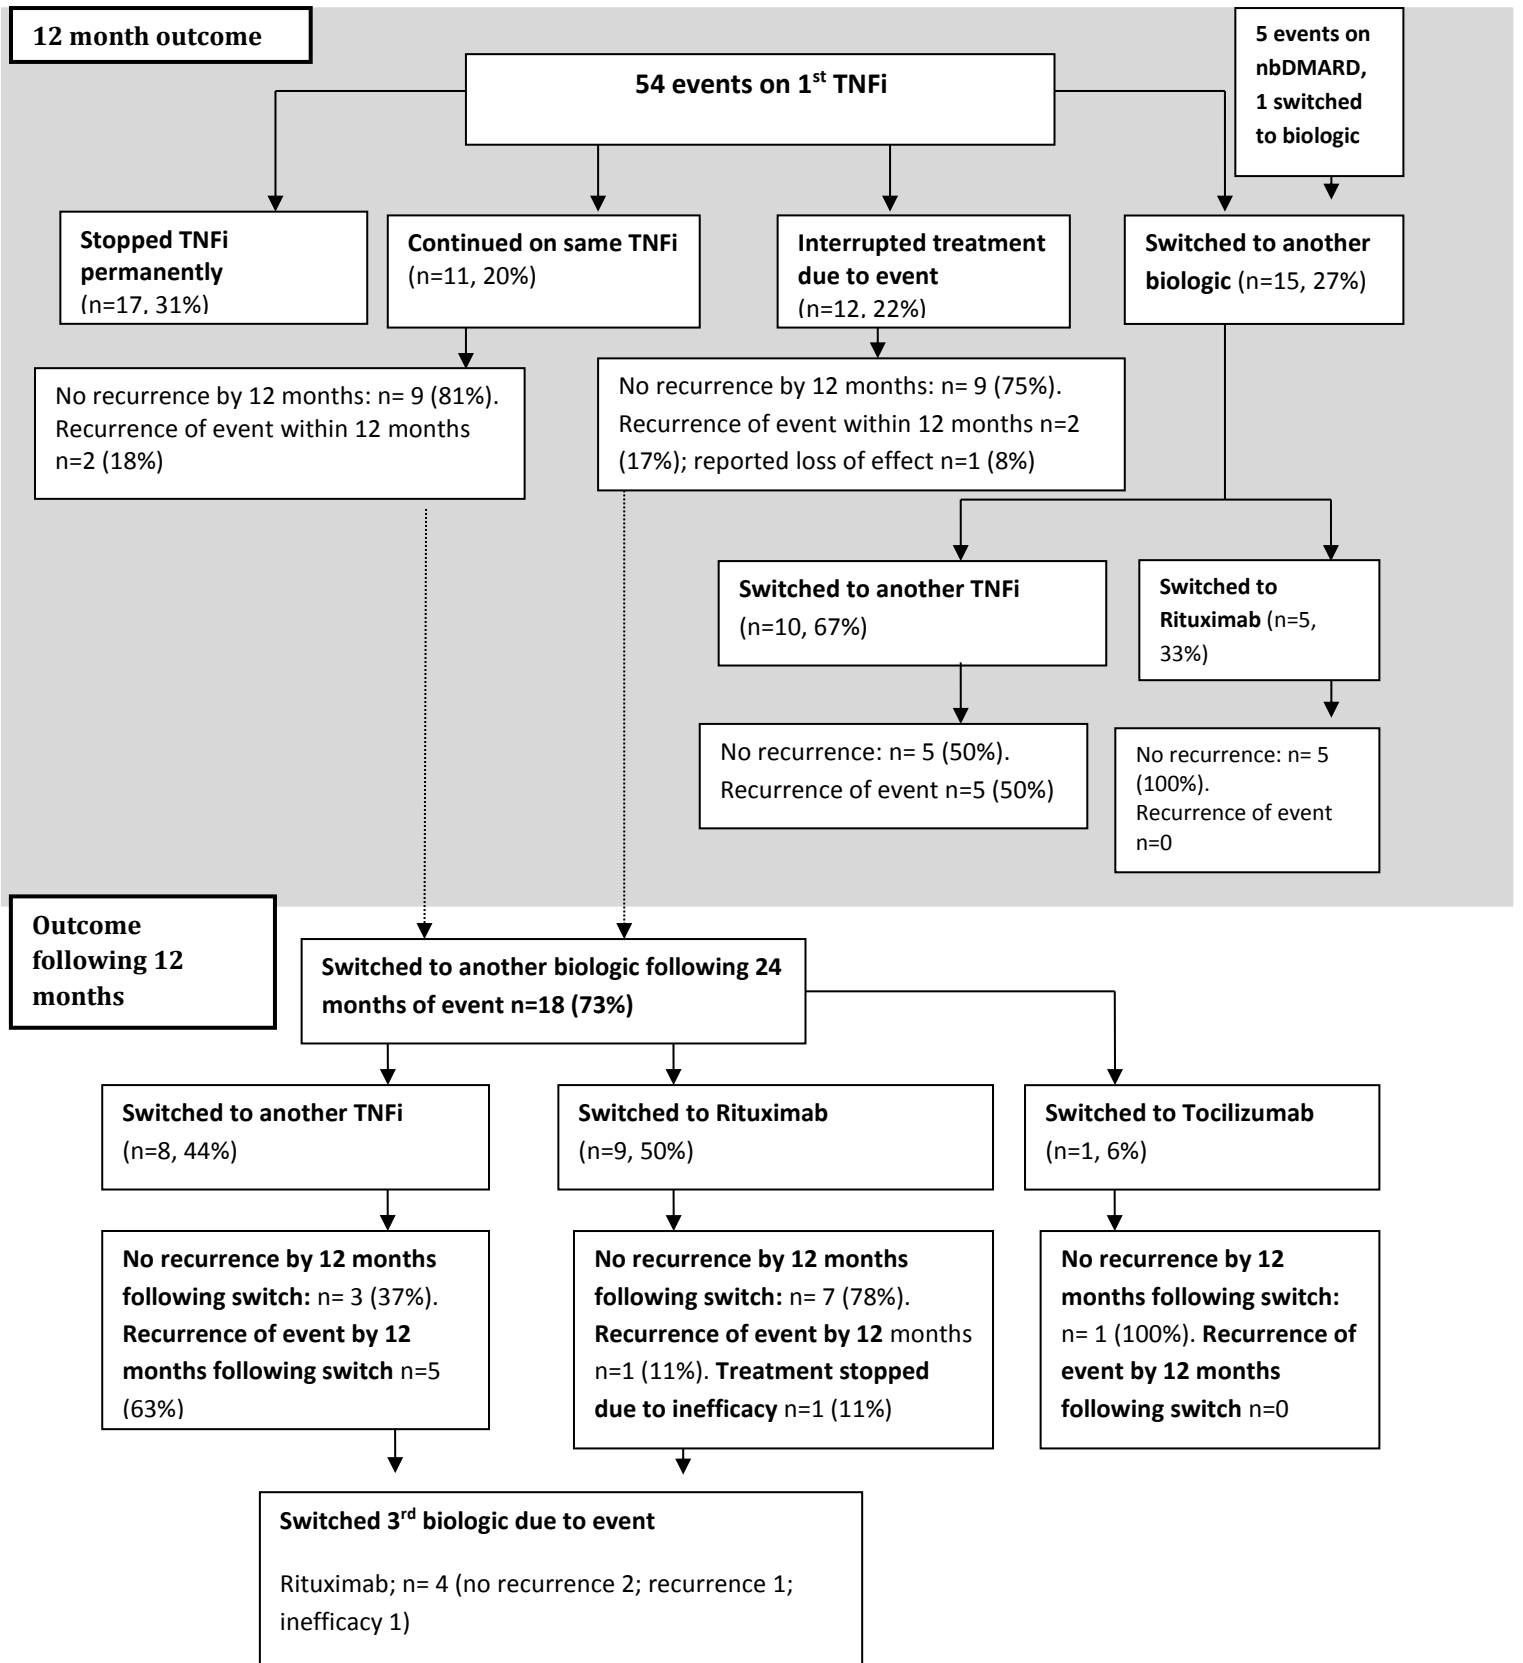 12 month outcome
5 events on
nbDMARD,
1 switched
to biologic
54 events on 1st TNFi
Stopped TNFi
permanently
(n=17, 31%)
Continued on same TNFi
(n=11, 20%)
Interrupted treatment
due to event
(n=12, 22%)
Switched to another
biologic (n=15, 27%)
No recurrence by 12 months: n= 9 (81%).
Recurrence of event within 12 months
n=2 (18%)
No recurrence by 12 months: n= 9 (75%).
Recurrence of event within 12 months n=2
(17%); reported loss of effect n=1 (8%)
Switched to another TNFi
(n=10, 67%)
Switched to
Rituximab (n=5,
33%)
No recurrence: n= 5 (50%).
Recurrence of event n=5 (50%)
No recurrence: n= 5
(100%).
Recurrence of event
n=0
Outcome
following 12
months
Switched to another biologic following 24
months of event n=18 (73%)
Switched to another TNFi
(n=8, 44%)
Switched to Rituximab
(n=9, 50%)
Switched to Tocilizumab
(n=1, 6%)
No recurrence by 12 months
following switch: n= 3 (37%).
Recurrence of event by 12
months following switch n=5
(63%)
No recurrence by 12 months
following switch: n= 7 (78%).
Recurrence of event by 12 months
n=1 (11%). Treatment stopped
due to inefficacy n=1 (11%)
No recurrence by 12
months following switch:
n= 1 (100%). Recurrence of
event by 12 months
following switch n=0
Switched 3rd biologic due to event
Rituximab; n= 4 (no recurrence 2; recurrence 1;
inefficacy 1)